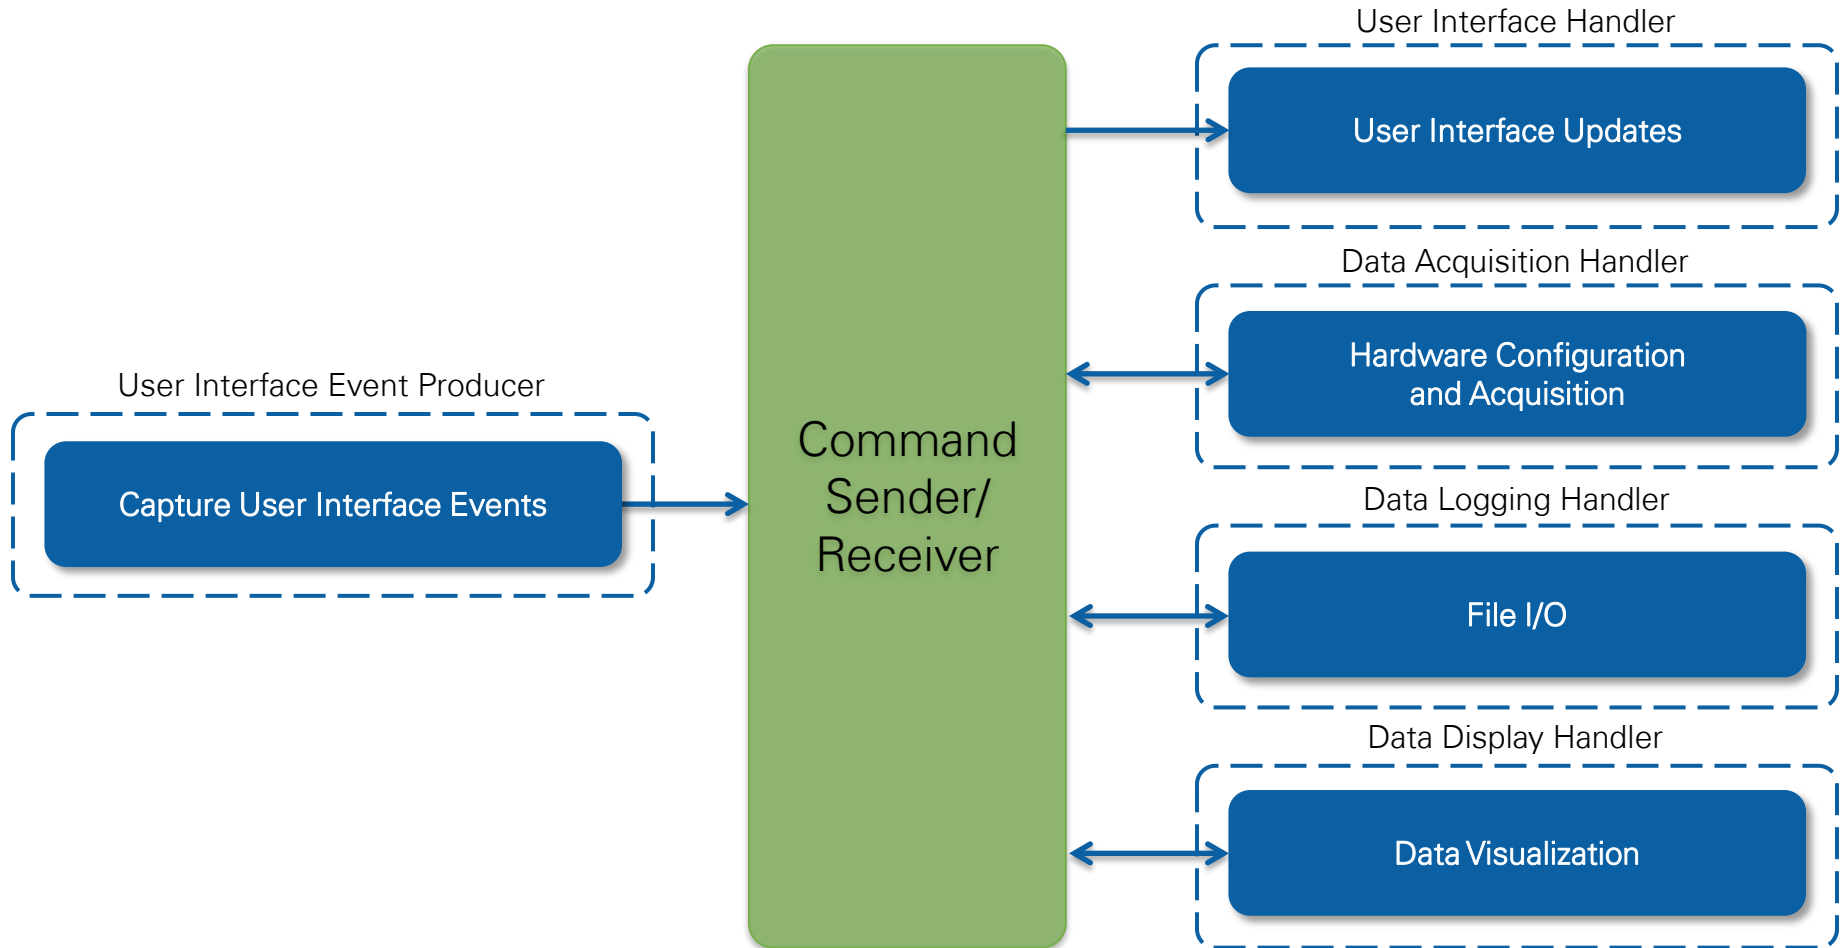 User Interface Event Producer
Capture User Interface Events
Command
Sender/
Receiver
User Interface Handler
User Interface Updates
Data Acquisition Handler
Hardware Configuration
and Acquisition
Data Logging Handler
File I/O
Data Display Handler
Data Visualization